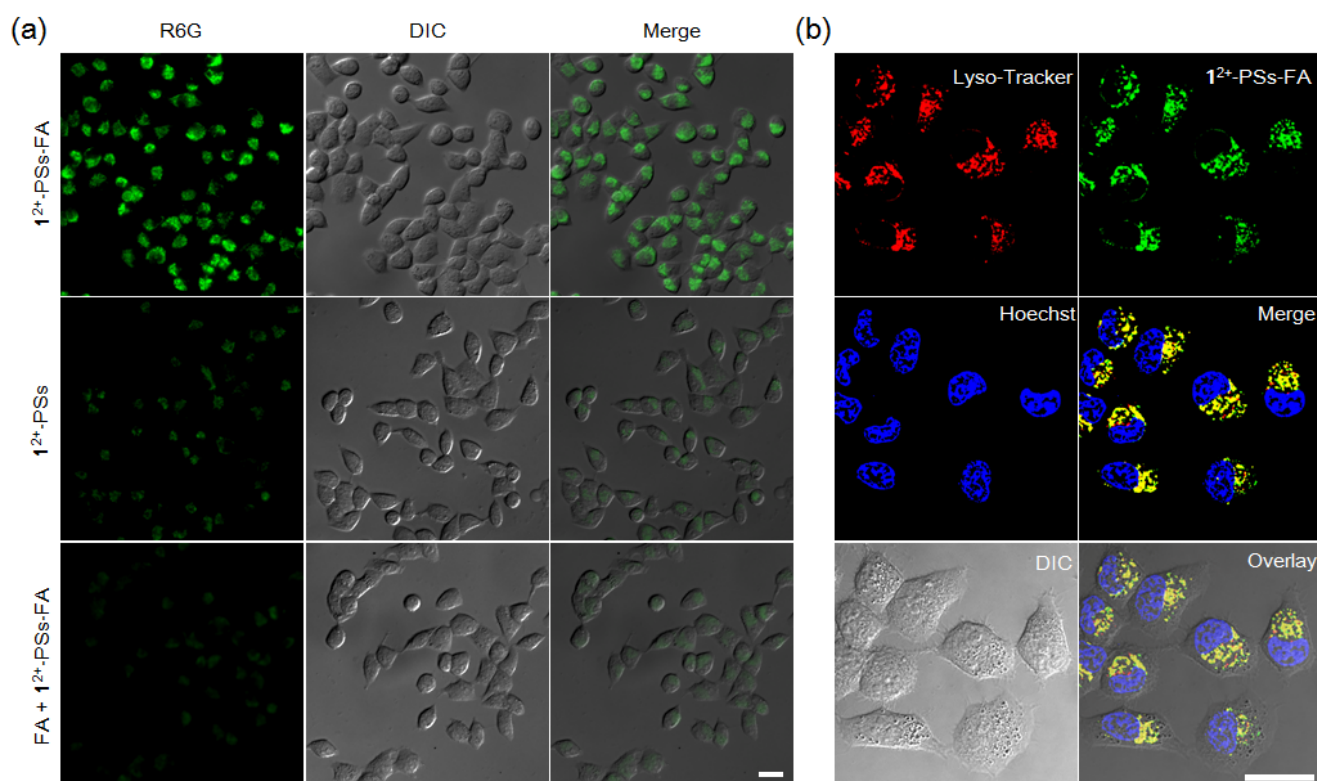 (a)
R6G DIC Merge
1²⁺-PSs-FA
1²⁺-PSs
FA + 1²⁺-PSs-FA
(b)
Lyso-Tracker 1²⁺-PSs-FA
Hoechst Merge
DIC Overlay